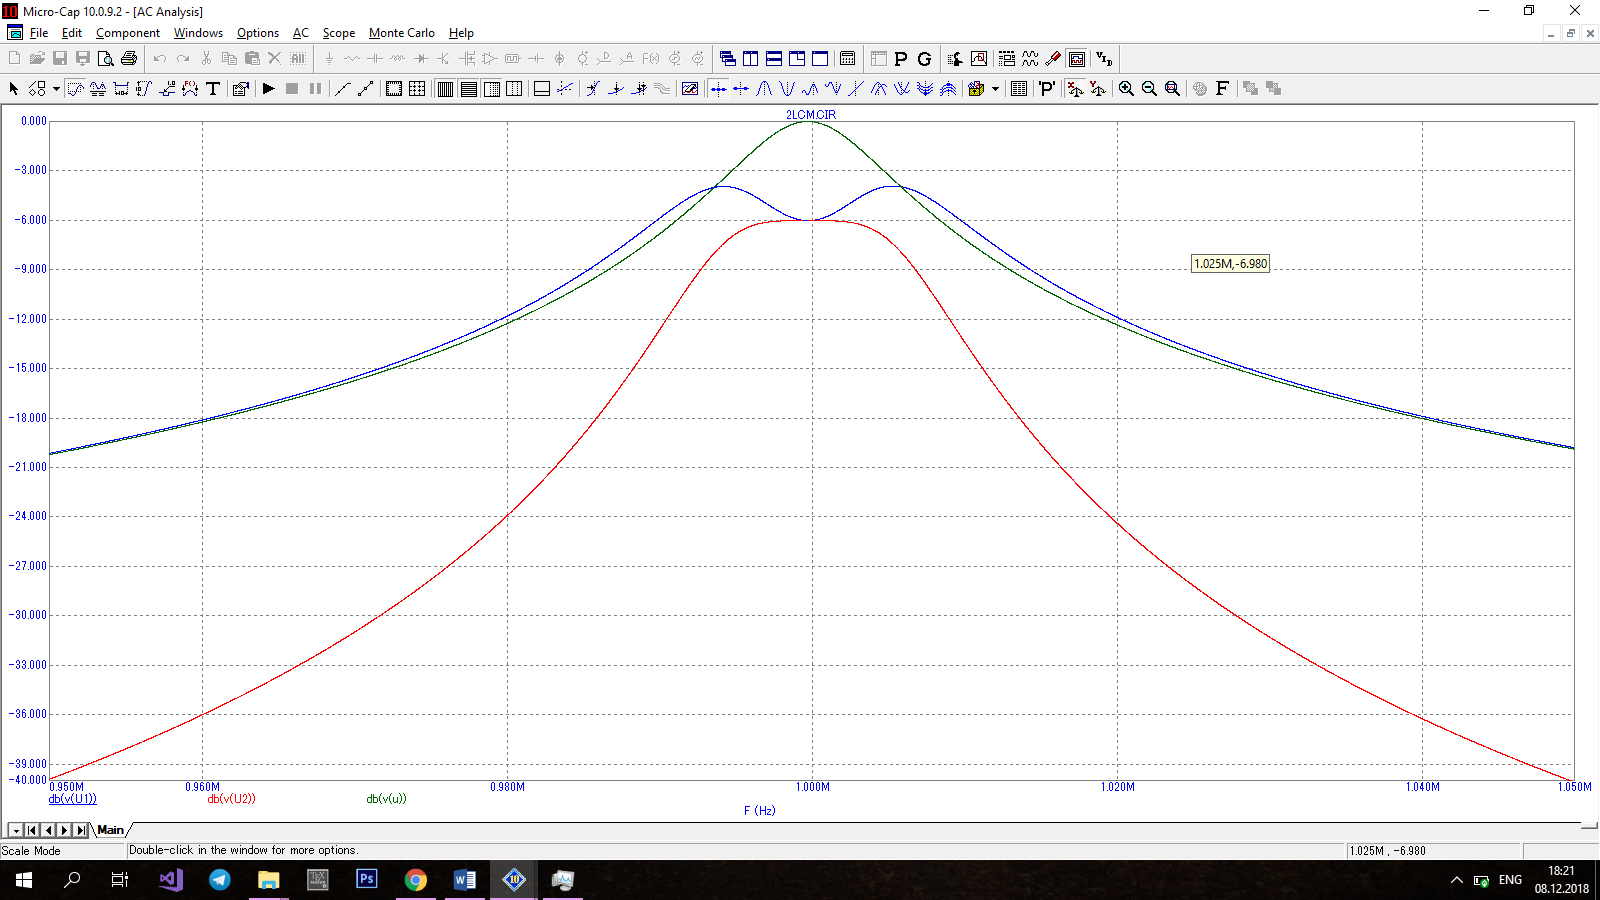 Micro-Cap 10.0.9.2 - [AC Analysis]
File Edit Component Windows Options AC Scope Monte Carlo Help
2LCM.CIR
0.000
-3.000
-6.000
-9.000
-12.000
-15.000
-18.000
-21.000
-24.000
-27.000
-30.000
-33.000
-36.000
-39.000
-40.000
1.025M,-6.980
0.950M 0.960M 0.980M 1.000M 1.020M 1.040M 1.050M
db(v(U1)) db(v(U2)) db(v(u))
F (Hz)
Main
Scale Mode
Double-click in the window for more options.
1.025M , -6.980
ENG
18:21
08.12.2018